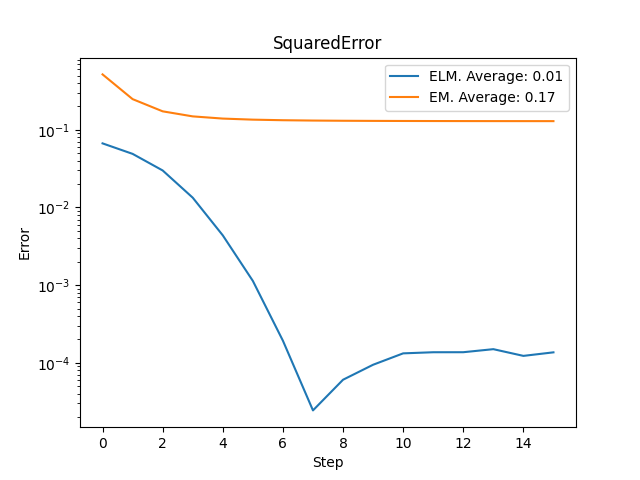 SquaredError
ELM. Average: 0.01
EM. Average: 0.17
Error
10⁻¹
10⁻²
10⁻³
10⁻⁴
0 2 4 6 8 10 12 14
Step